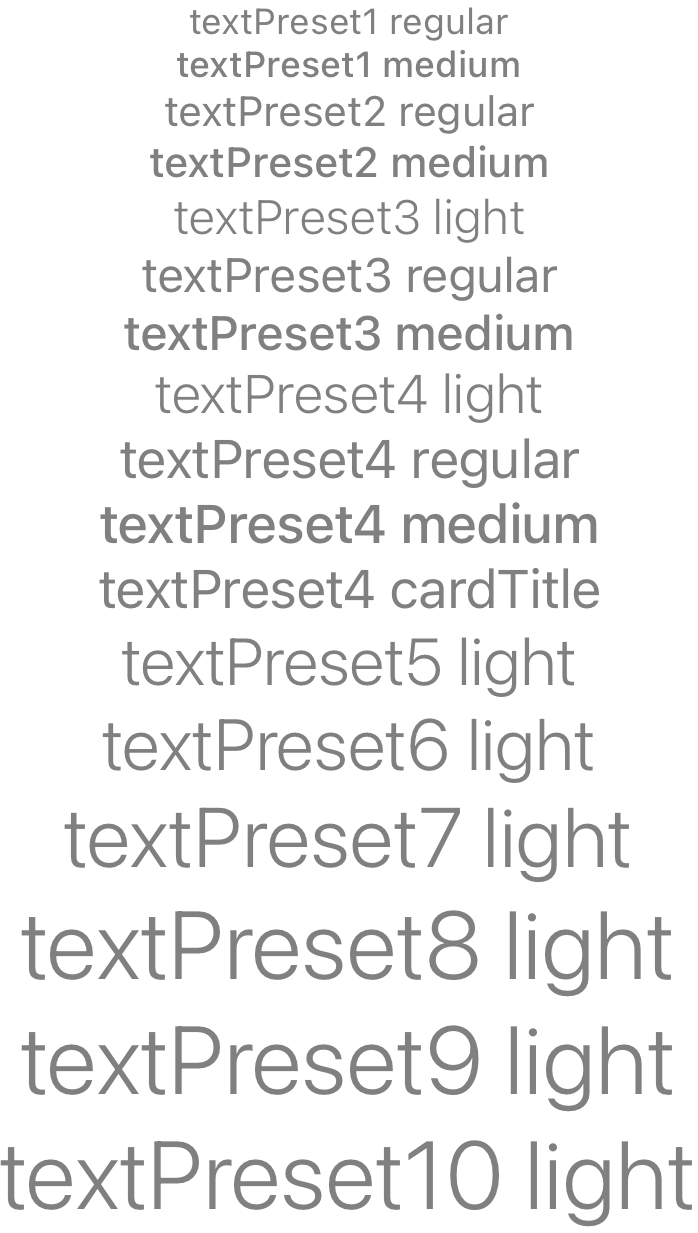 textPreset1 regular
textPreset1 medium
textPreset2 regular
textPreset2 medium
textPreset3 light
textPreset3 regular
textPreset3 medium
textPreset4 light
textPreset4 regular
textPreset4 medium
textPreset4 cardTitle
textPreset5 light
textPreset6 light
textPreset7 light
textPreset8 light
textPreset9 light
textPreset10 light